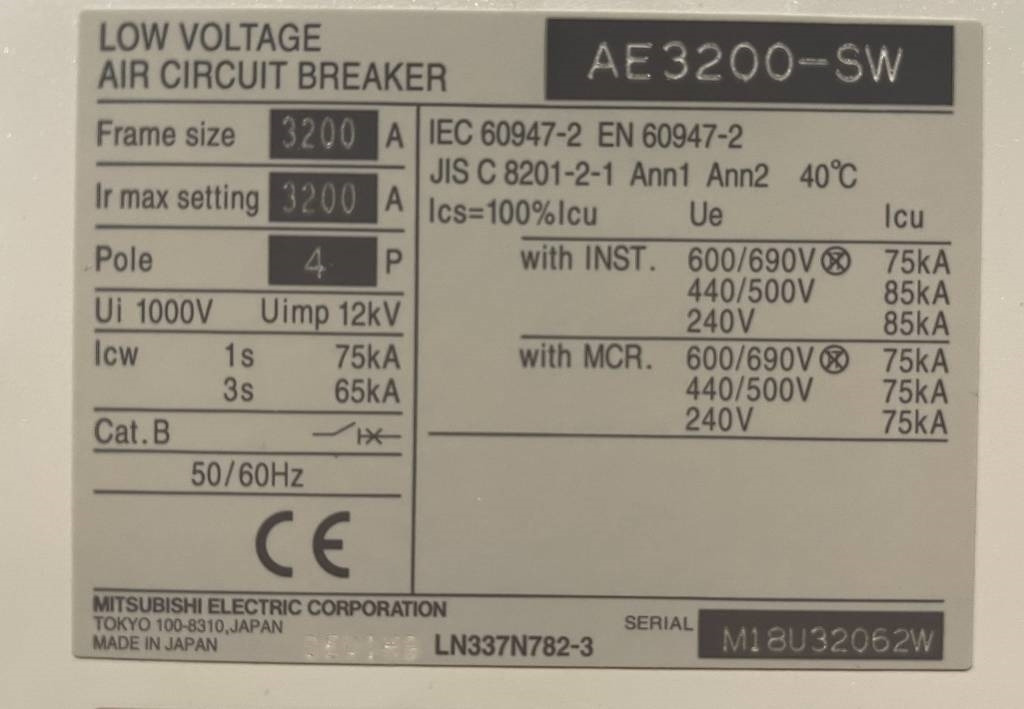 LOW VOLTAGE
AIR CIRCUIT BREAKER
AE3200-SW
Frame size 3200 A
Ir max setting 3200 A
Pole 4 P
Ui 1000V Uimp 12kV
Icw 1s 75kA
3s 65kA
Cat.B
50/60Hz
CE
IEC 60947-2 EN 60947-2
JIS C 8201-2-1 Ann1 Ann2 40℃
Ics=100%Icu Ue Icu
with INST. 600/690V 75kA
440/500V 85kA
240V 85kA
with MCR. 600/690V 75kA
440/500V 75kA
240V 75kA
MITSUBISHI ELECTRIC CORPORATION
TOKYO 100-8310,JAPAN
MADE IN JAPAN
LN337N782-3
SERIAL M18U32062W